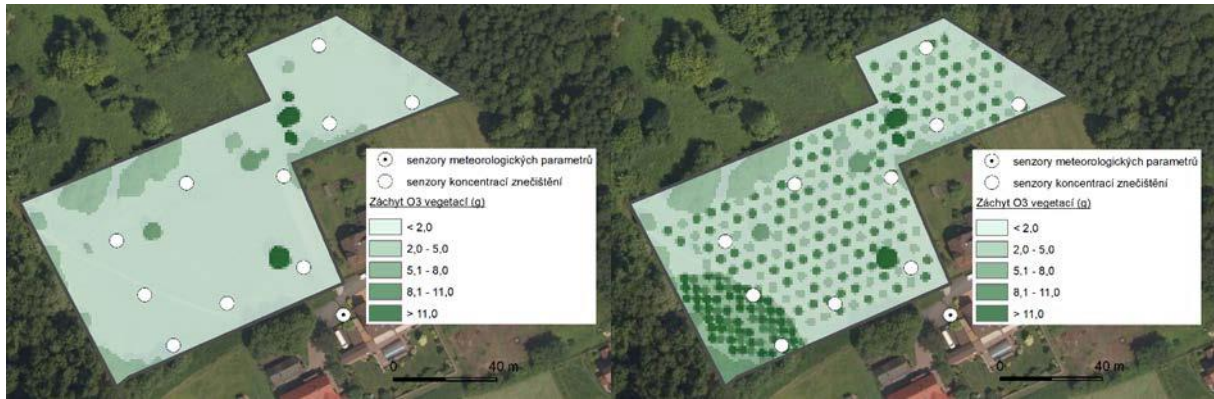 senzory meteorologických parametrů
senzory koncentrací znečištění
Záchyt O3 vegetací (g)
< 2,0
2,0 - 5,0
5,1 - 8,0
8,1 - 11,0
> 11,0
0
40 m
senzory meteorologických parametrů
senzory koncentrací znečištění
Záchyt O3 vegetací (g)
< 2,0
2,0 - 5,0
5,1 - 8,0
8,1 - 11,0
> 11,0
0
40 m